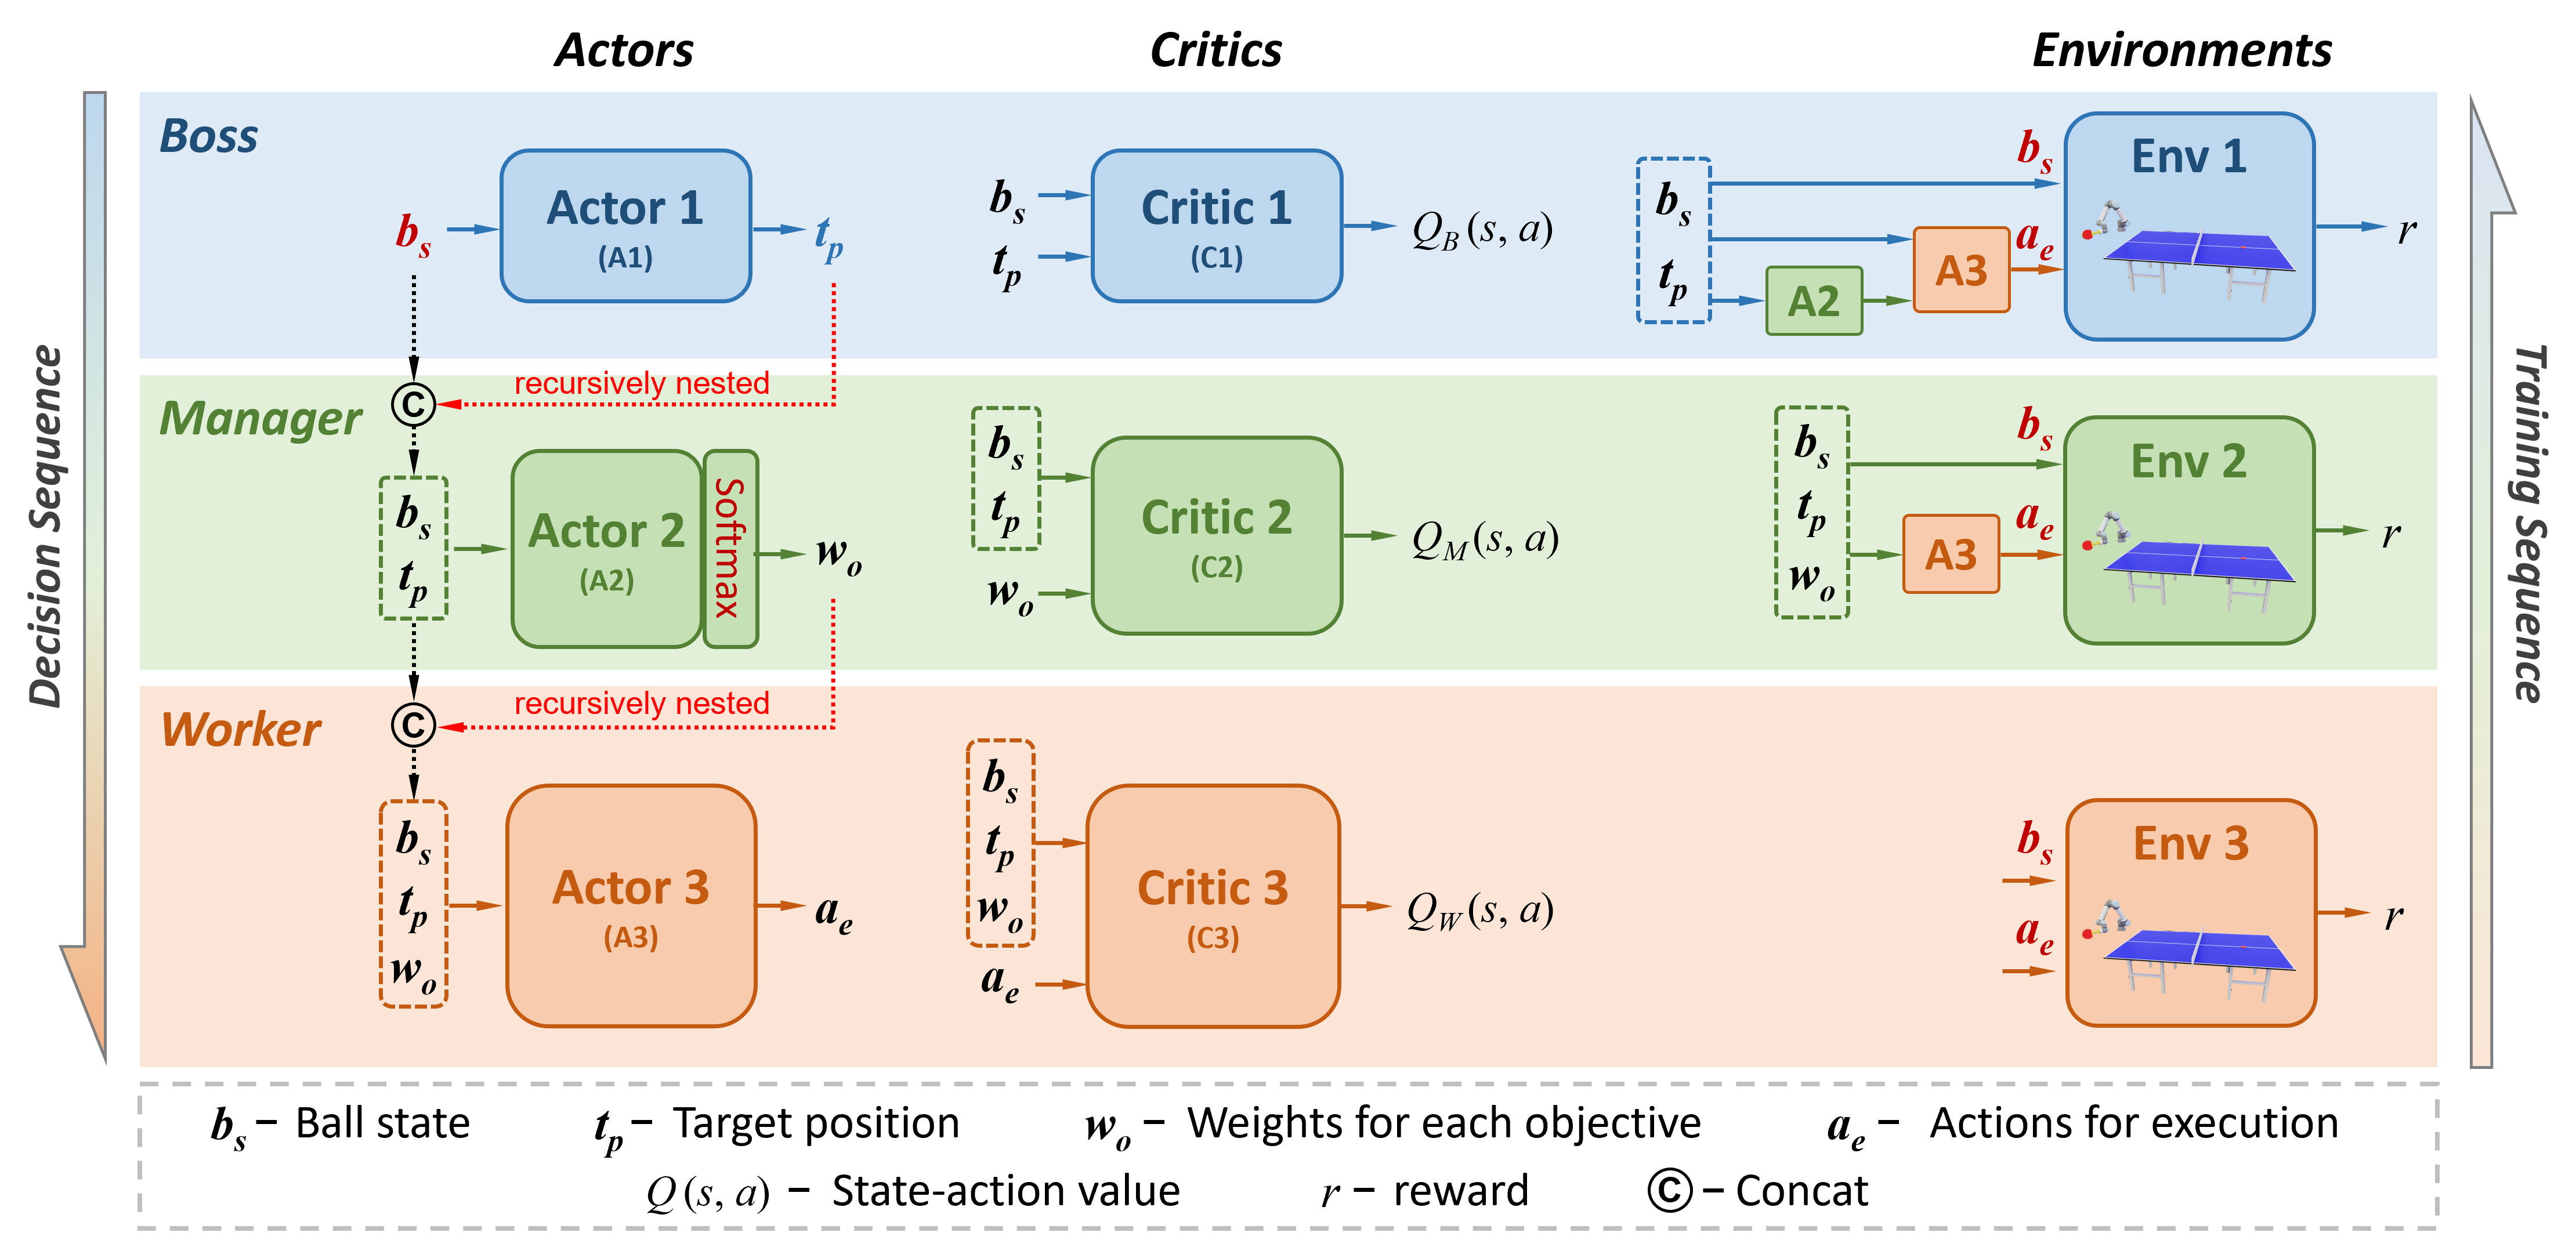 Actors Critics Environments
Decision Sequence
Training Sequence
Boss
b_s
Actor 1
(A1)
t_p
b_s
t_p
Critic 1
(C1)
Q_B(s, a)
b_s
t_p
A2
A3
b_s
a_e
Env 1
r
recursively nested
Manager
C
b_s
t_p
Actor 2
(A2)
Softmax
w_o
b_s
t_p
w_o
Critic 2
(C2)
Q_M(s, a)
b_s
t_p
w_o
A3
b_s
a_e
Env 2
r
recursively nested
Worker
C
b_s
t_p
w_o
Actor 3
(A3)
a_e
b_s
t_p
w_o
a_e
Critic 3
(C3)
Q_W(s, a)
b_s
a_e
Env 3
r
b_s – Ball state t_p – Target position w_o – Weights for each objective a_e – Actions for execution
Q(s, a) – State-action value r – reward Ⓒ – Concat